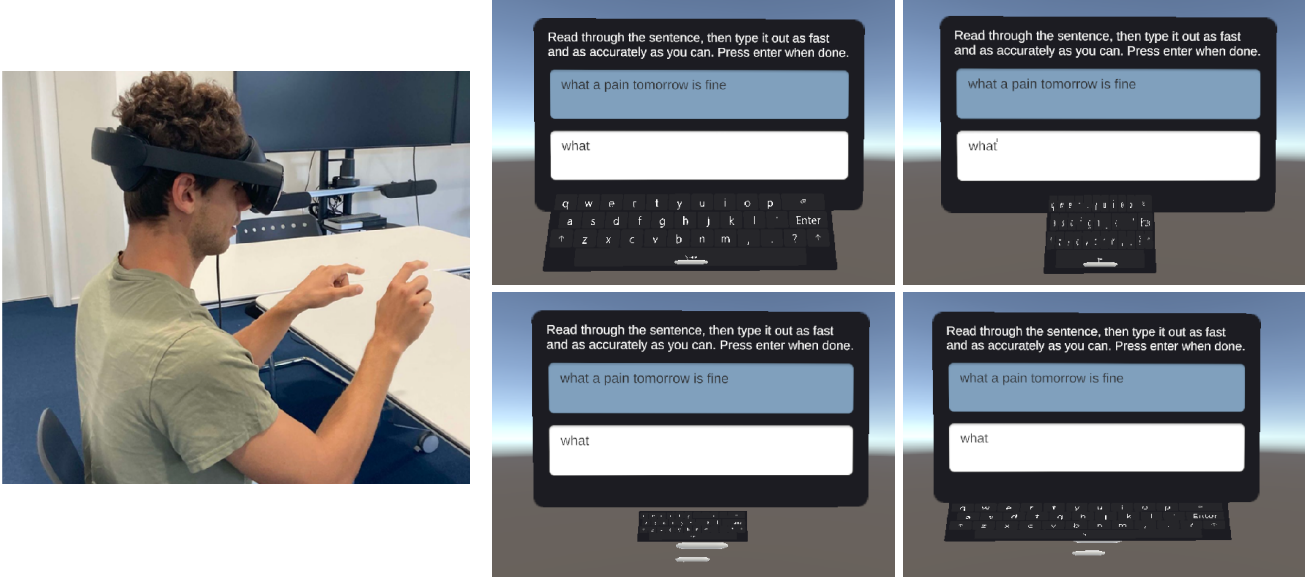 Read through the sentence, then type it out as fast
and as accurately as you can. Press enter when done.
what a pain tomorrow is fine
what
q w e r t y u i o p
a s d f g h j k l ' Enter
↑ z x c v b n m , . ? ↑
Read through the sentence, then type it out as fast
and as accurately as you can. Press enter when done.
what a pain tomorrow is fine
what
Read through the sentence, then type it out as fast
and as accurately as you can. Press enter when done.
what a pain tomorrow is fine
what
Read through the sentence, then type it out as fast
and as accurately as you can. Press enter when done.
what a pain tomorrow is fine
what
q w e r t y u i o p
a s d f g h j k l ' Enter
↑ z x c v b n m , . ? ↑